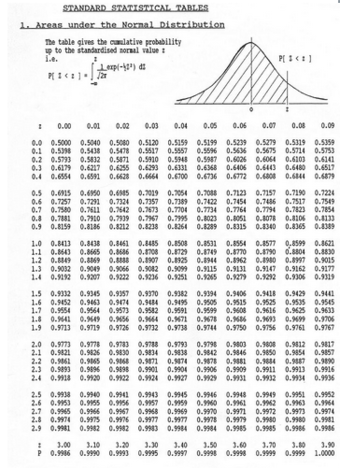 STANDARD STATISTICAL TABLES
1. Areas under the Normal Distribution
The table gives the cumulative probability
up to the standardised normal value z
i.e.
P[ Z < z ] = ∫ 1/√2π exp(-½Z²) dZ
z
-∞
P[ Z < z ]
0 z
z 0.00 0.01 0.02 0.03 0.04 0.05 0.06 0.07 0.08 0.09
0.0 0.5000 0.5040 0.5080 0.5120 0.5159 0.5199 0.5239 0.5279 0.5319 0.5359
0.1 0.5398 0.5438 0.5478 0.5517 0.5557 0.5596 0.5636 0.5675 0.5714 0.5753
0.2 0.5793 0.5832 0.5871 0.5910 0.5948 0.5987 0.6026 0.6064 0.6103 0.6141
0.3 0.6179 0.6217 0.6255 0.6293 0.6331 0.6368 0.6406 0.6443 0.6480 0.6517
0.4 0.6554 0.6591 0.6628 0.6664 0.6700 0.6736 0.6772 0.6808 0.6844 0.6879
0.5 0.6915 0.6950 0.6985 0.7019 0.7054 0.7088 0.7123 0.7157 0.7190 0.7224
0.6 0.7257 0.7291 0.7324 0.7357 0.7389 0.7422 0.7454 0.7486 0.7517 0.7549
0.7 0.7580 0.7611 0.7642 0.7673 0.7704 0.7734 0.7764 0.7794 0.7823 0.7854
0.8 0.7881 0.7910 0.7939 0.7967 0.7995 0.8023 0.8051 0.8078 0.8106 0.8133
0.9 0.8159 0.8186 0.8212 0.8238 0.8264 0.8289 0.8315 0.8340 0.8365 0.8389
1.0 0.8413 0.8438 0.8461 0.8485 0.8508 0.8531 0.8554 0.8577 0.8599 0.8621
1.1 0.8643 0.8665 0.8686 0.8708 0.8729 0.8749 0.8770 0.8790 0.8804 0.8830
1.2 0.8849 0.8869 0.8888 0.8907 0.8925 0.8944 0.8962 0.8980 0.8997 0.9015
1.3 0.9032 0.9049 0.9066 0.9082 0.9099 0.9115 0.9131 0.9147 0.9162 0.9177
1.4 0.9192 0.9207 0.9222 0.9236 0.9251 0.9265 0.9279 0.9292 0.9306 0.9319
1.5 0.9332 0.9345 0.9357 0.9370 0.9382 0.9394 0.9406 0.9418 0.9429 0.9441
1.6 0.9452 0.9463 0.9474 0.9484 0.9495 0.9505 0.9515 0.9525 0.9535 0.9545
1.7 0.9554 0.9564 0.9573 0.9582 0.9591 0.9599 0.9608 0.9616 0.9625 0.9633
1.8 0.9641 0.9649 0.9656 0.9664 0.9671 0.9678 0.9686 0.9693 0.9699 0.9706
1.9 0.9713 0.9719 0.9726 0.9732 0.9738 0.9744 0.9750 0.9756 0.9761 0.9767
2.0 0.9773 0.9778 0.9783 0.9788 0.9793 0.9798 0.9803 0.9808 0.9812 0.9817
2.1 0.9821 0.9826 0.9830 0.9834 0.9838 0.9842 0.9846 0.9850 0.9854 0.9857
2.2 0.9861 0.9865 0.9868 0.9871 0.9874 0.9878 0.9881 0.9884 0.9887 0.9890
2.3 0.9893 0.9896 0.9898 0.9901 0.9904 0.9906 0.9909 0.9911 0.9913 0.9916
2.4 0.9918 0.9920 0.9922 0.9924 0.9927 0.9929 0.9931 0.9932 0.9934 0.9936
2.5 0.9938 0.9940 0.9941 0.9943 0.9945 0.9946 0.9948 0.9949 0.9951 0.9952
2.6 0.9953 0.9955 0.9956 0.9957 0.9959 0.9960 0.9961 0.9962 0.9963 0.9964
2.7 0.9965 0.9966 0.9967 0.9968 0.9969 0.9970 0.9971 0.9972 0.9973 0.9974
2.8 0.9974 0.9975 0.9976 0.9977 0.9977 0.9978 0.9979 0.9980 0.9980 0.9981
2.9 0.9981 0.9982 0.9982 0.9983 0.9984 0.9984 0.9985 0.9985 0.9986 0.9986
z 3.00 3.10 3.20 3.30 3.40 3.50 3.60 3.70 3.80 3.90
P 0.9986 0.9990 0.9993 0.9995 0.9997 0.9998 0.9998 0.9999 0.9999 1.0000